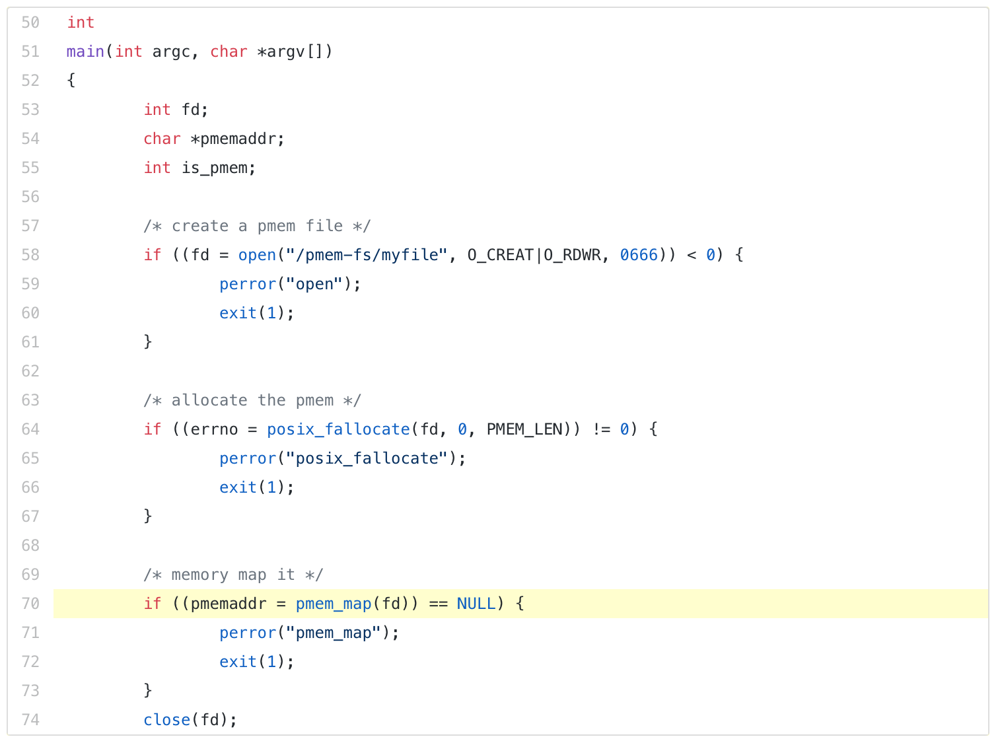 50 int
51 main(int argc, char *argv[])
52 {
53 int fd;
54 char *pmemaddr;
55 int is_pmem;
56
57 /* create a pmem file */
58 if ((fd = open("/pmem-fs/myfile", O_CREAT|O_RDWR, 0666)) < 0) {
59 perror("open");
60 exit(1);
61 }
62
63 /* allocate the pmem */
64 if ((errno = posix_fallocate(fd, 0, PMEM_LEN)) != 0) {
65 perror("posix_fallocate");
66 exit(1);
67 }
68
69 /* memory map it */
70 if ((pmemaddr = pmem_map(fd)) == NULL) {
71 perror("pmem_map");
72 exit(1);
73 }
74 close(fd);